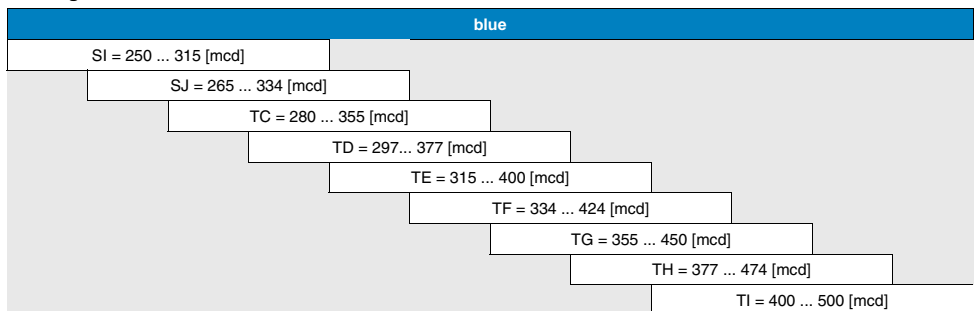 blue
SI = 250 ... 315 [mcd]
SJ = 265 ... 334 [mcd]
TC = 280 ... 355 [mcd]
TD = 297... 377 [mcd]
TE = 315 ... 400 [mcd]
TF = 334 ... 424 [mcd]
TG = 355 ... 450 [mcd]
TH = 377 ... 474 [mcd]
TI = 400 ... 500 [mcd]